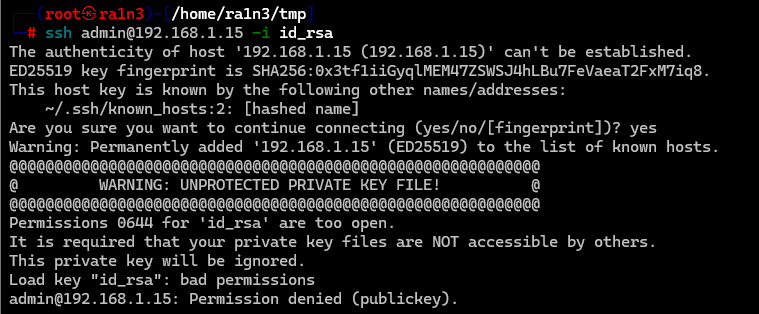 ┌──(root㉿ra1n3)-[/home/ra1n3/tmp]
└─# ssh admin@192.168.1.15 -i id_rsa
The authenticity of host '192.168.1.15 (192.168.1.15)' can't be established.
ED25519 key fingerprint is SHA256:0x3tf1iiGyqlMEM47ZSWSJ4hLBu7FeVaeaT2FxM7iq8.
This host key is known by the following other names/addresses:
    ~/.ssh/known_hosts:2: [hashed name]
Are you sure you want to continue connecting (yes/no/[fingerprint])? yes
Warning: Permanently added '192.168.1.15' (ED25519) to the list of known hosts.
@@@@@@@@@@@@@@@@@@@@@@@@@@@@@@@@@@@@@@@@@@@@@@@@@@@@@@@@@@@
@         WARNING: UNPROTECTED PRIVATE KEY FILE!          @
@@@@@@@@@@@@@@@@@@@@@@@@@@@@@@@@@@@@@@@@@@@@@@@@@@@@@@@@@@@
Permissions 0644 for 'id_rsa' are too open.
It is required that your private key files are NOT accessible by others.
This private key will be ignored.
Load key "id_rsa": bad permissions
admin@192.168.1.15: Permission denied (publickey).